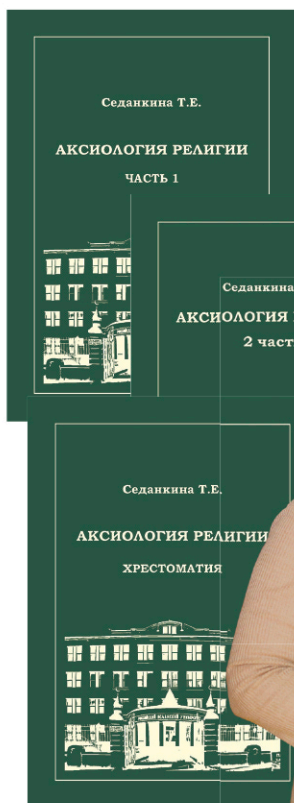 Седанкина Т.Е.
АКСИОЛОГИЯ РЕЛИГИИ
ЧАСТЬ 1
Седанкина
АКСИОЛОГИЯ
2 част
Седанкина Т.Е.
АКСИОЛОГИЯ РЕЛИГИИ
ХРЕСТОМАТИЯ